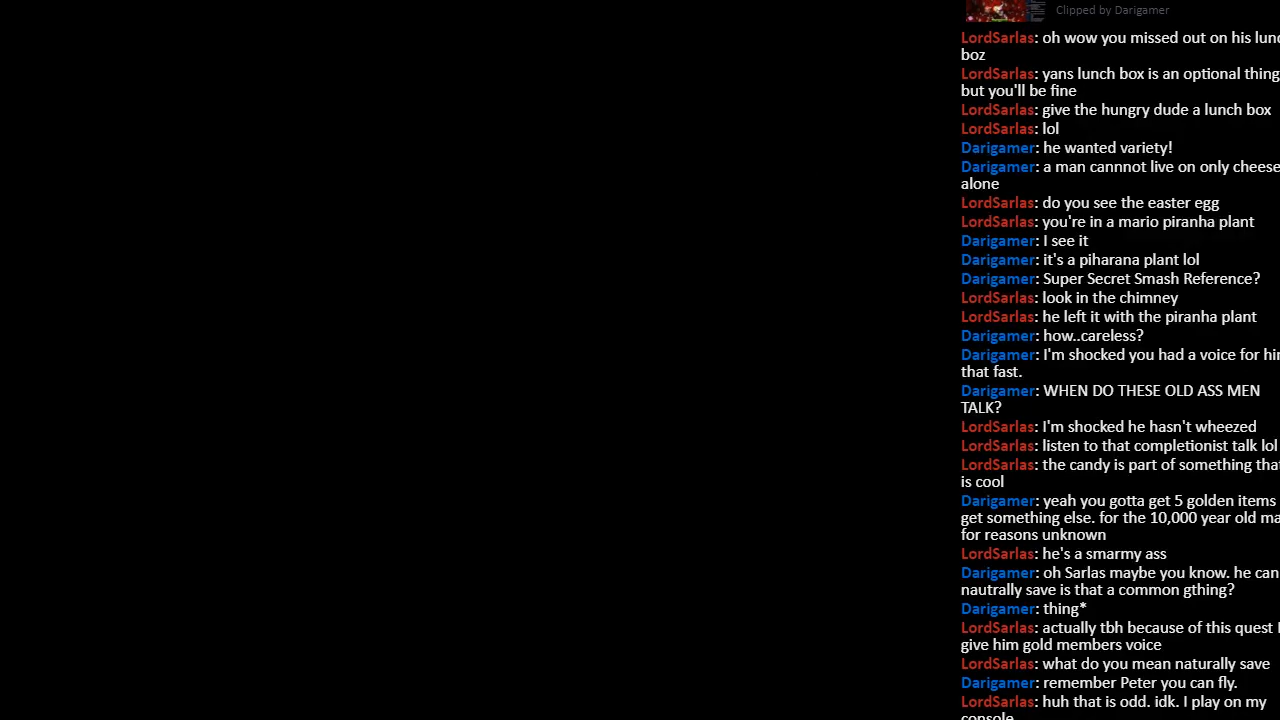 Clipped by Darigamer
LordSarlas: oh wow you missed out on his
boz
LordSarlas: yans lunch box is an optional thing
but you'll be fine
LordSarlas: give the hungry dude a lunch box
LordSarlas: lol
Darigamer: he wanted variety!
Darigamer: a man cannnot live on only cheese
alone
LordSarlas: do you see the easter egg
LordSarlas: you're in a mario piranha plant
Darigamer: I see it
Darigamer: it's a piharana plant lol
Darigamer: Super Secret Smash Reference?
LordSarlas: look in the chimney
LordSarlas: he left it with the piranha plant
Darigamer: how..careless?
Darigamer: I'm shocked you had a voice for
that fast.
Darigamer: WHEN DO THESE OLD ASS MEN
TALK?
LordSarlas: I'm shocked he hasn't wheezed
LordSarlas: listen to that completionist talk lol
LordSarlas: the candy is part of something
is cool
Darigamer: yeah you gotta get 5 golden items
get something else. for the 10,000 year old
for reasons unknown
LordSarlas: he's a smarmy ass
Darigamer: oh Sarlas maybe you know. he can
nautrally save is that a common gthing?
Darigamer: thing*
LordSarlas: actually tbh because of this quest
give him gold members voice
LordSarlas: what do you mean naturally save
Darigamer: remember Peter you can fly.
LordSarlas: huh that is odd. idk. I play on my
console